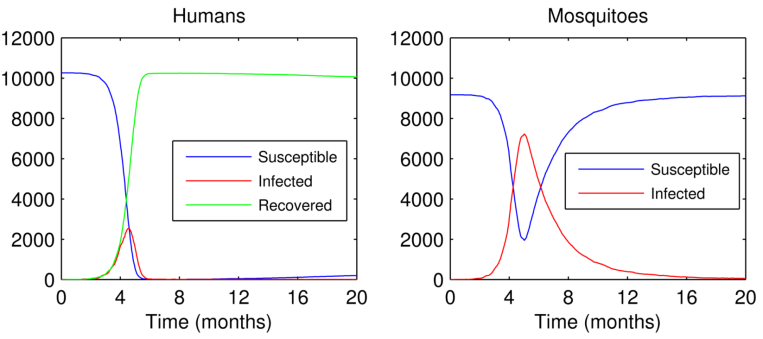 Humans
12000
10000
8000
6000
4000
2000
0
0 4 8 12 16 20
Time (months)
Susceptible
Infected
Recovered
Mosquitoes
12000
10000
8000
6000
4000
2000
0
0 4 8 12 16 20
Time (months)
Susceptible
Infected